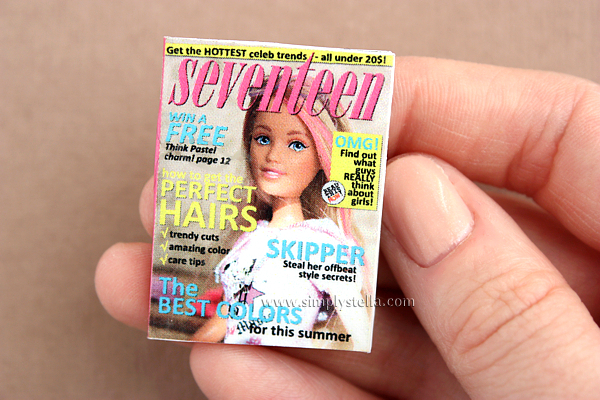 Get the HOTTEST celeb trends - all under 20$!
seventeen
WIN A
FREE
Think Pastel
charm! page 12
OMG!
Find out
what
guys
REALLY
think
about
girls!
how to get the
PERFECT
HAIRS
✓ trendy cuts
✓ amazing color
✓ care tips
SKIPPER
Steal her offbeat
style secrets!
www.simplystella.com
The
BEST COLORS
for this summer